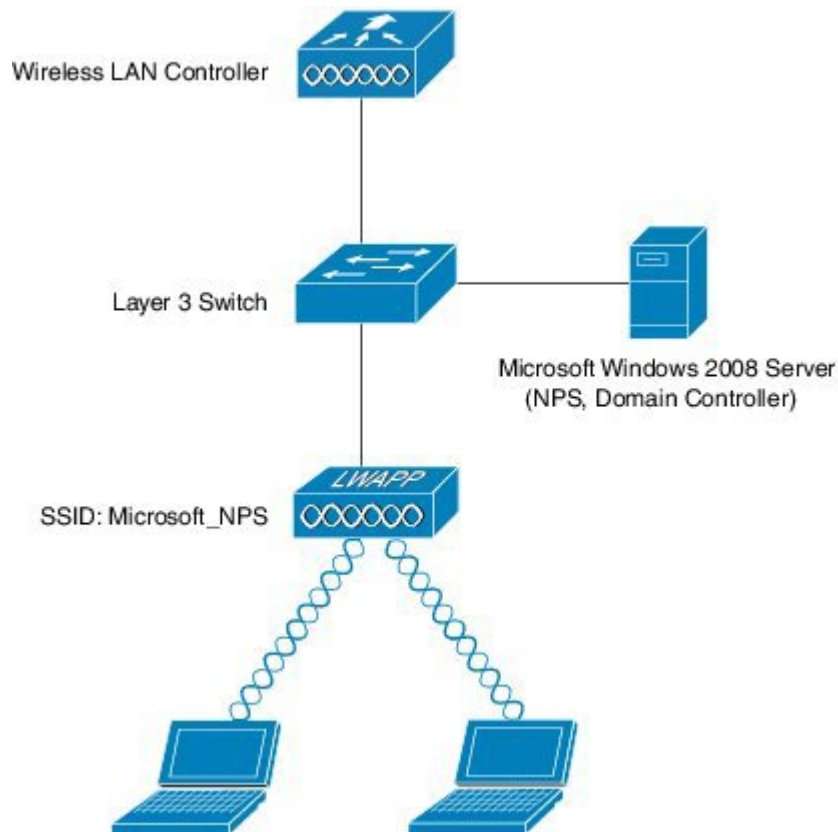 Wireless LAN Controller
Layer 3 Switch
Microsoft Windows 2008 Server
(NPS, Domain Controller)
LWAPP
SSID: Microsoft_NPS